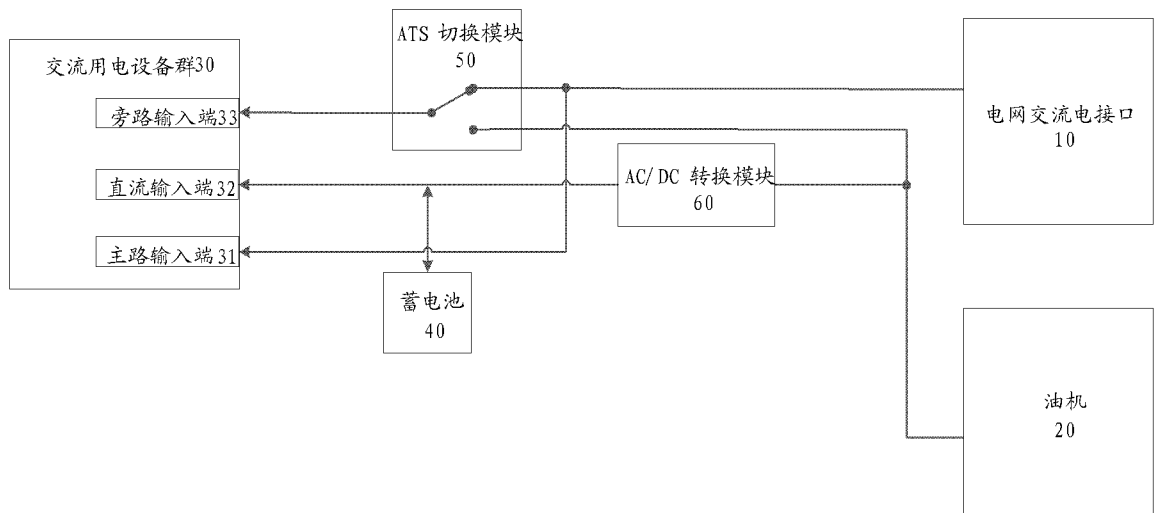 交流用电设备群30
旁路输入端33
直流输入端32
主路输入端31
ATS 切换模块
50
蓄电池
40
AC/DC 转换模块
60
电网交流电接口
10
油机
20